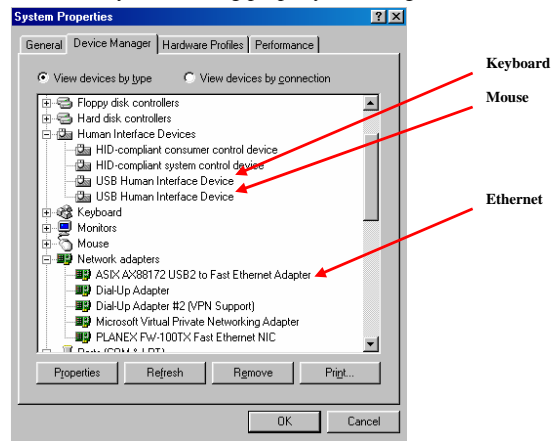 System Properties
General Device Manager Hardware Profiles Performance
View devices by type View devices by connection
Keyboard
Mouse
Ethernet
Floppy disk controllers
Hard disk controllers
Human Interface Devices
HID-compliant consumer control device
HID-compliant system control device
USB Human Interface Device
USB Human Interface Device
Keyboard
Monitors
Mouse
Network adapters
ASIX AX88172 USB2 to Fast Ethernet Adapter
Dial-Up Adapter
Dial-Up Adapter #2 (VPN Support)
Microsoft Virtual Private Networking Adapter
PLANEX FW-100TX Fast Ethernet NIC
Properties Refresh Remove Print...
OK Cancel